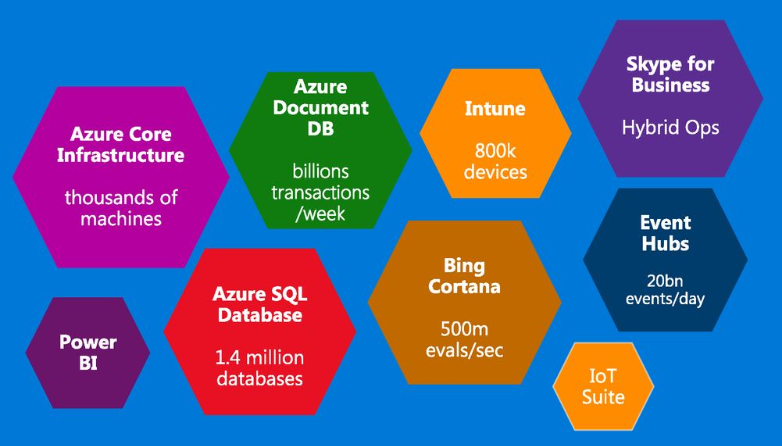 Azure Core
Infrastructure
thousands of
machines
Azure
Document
DB
billions
transactions
/week
Intune
800k
devices
Skype for
Business
Hybrid Ops
Power
BI
Azure SQL
Database
1.4 million
databases
Bing
Cortana
500m
evals/sec
Event
Hubs
20bn
events/day
IoT
Suite